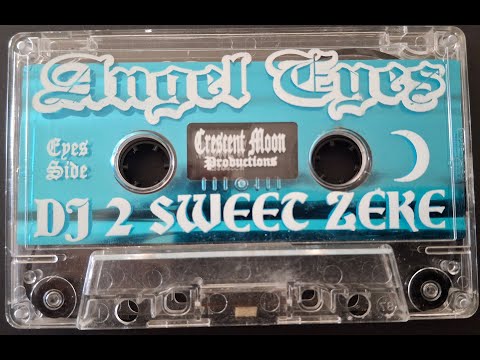 Angel Eyes
Eyes
Side
Crescent Moon
Productions
DJ 2 SWEET ZEKE